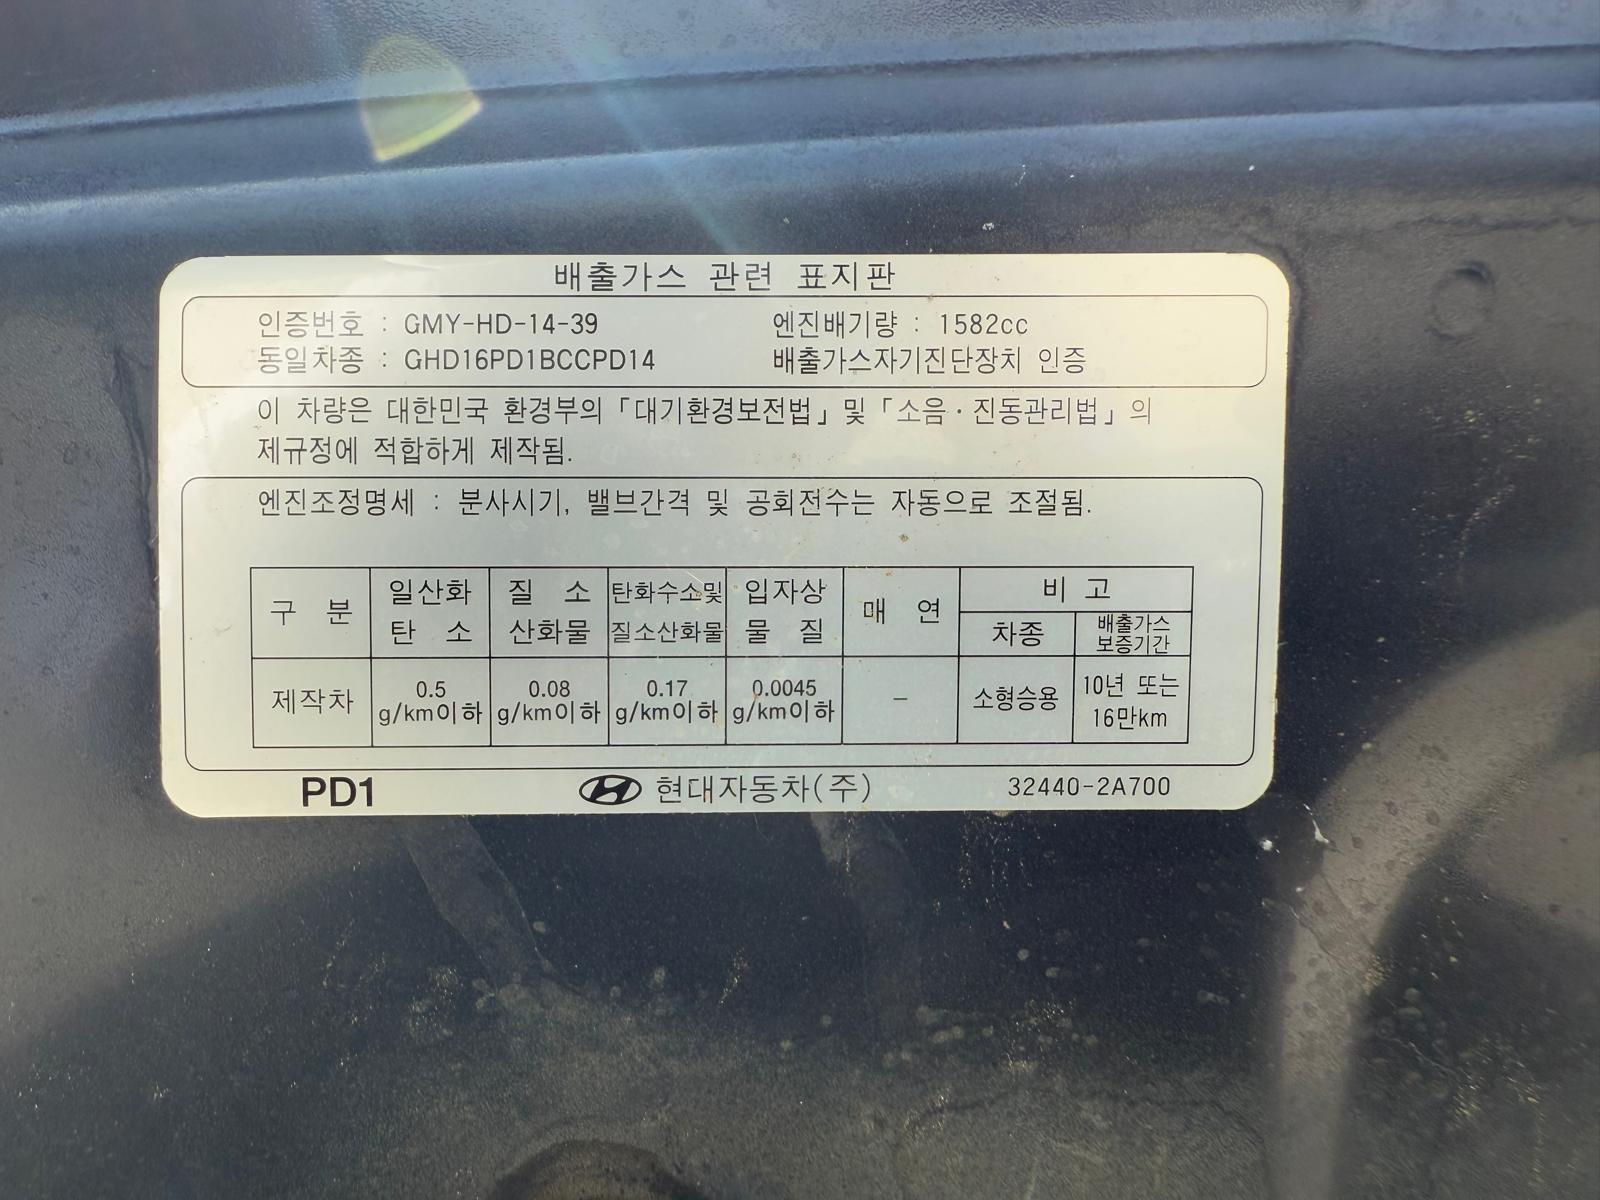 배출가스 관련 표지판
인증번호 : GMY-HD-14-39 엔진배기량 : 1582cc
동일차종 : GHD16PD1BCCPD14 배출가스자기진단장치 인증
이 차량은 대한민국 환경부의 「대기환경보전법」 및 「소음·진동관리법」의
제규정에 적합하게 제작됨.
엔진조정명세 : 분사시기, 밸브간격 및 공회전수는 자동으로 조절됨.
구 분 일산화 탄 소 질 소 산화물 탄화수소및 질소산화물 입자상 물 질 매 연 비 고
차종 배출가스 보증기간
제작차 0.5 g/km이하 0.08 g/km이하 0.17 g/km이하 0.0045 g/km이하 - 소형승용 10년 또는 16만km
PD1 현대자동차(주) 32440-2A700